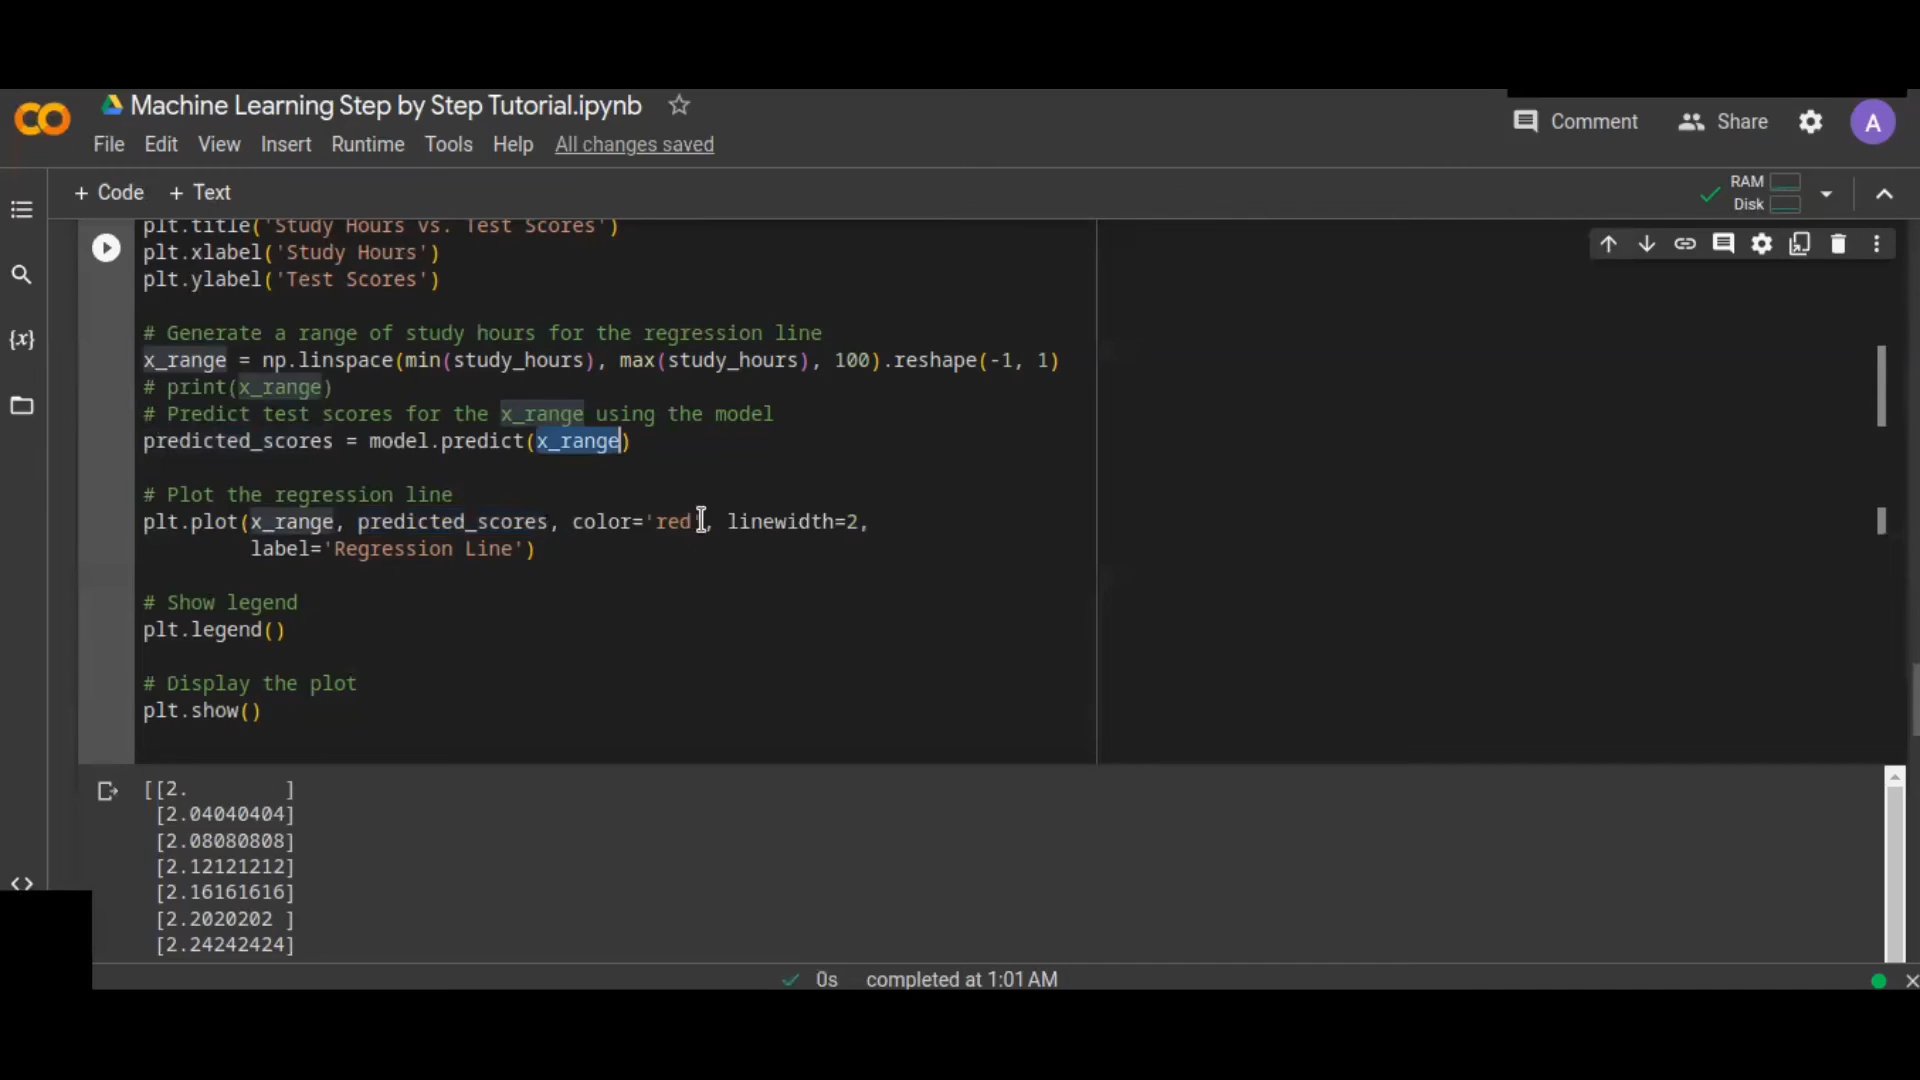 Machine Learning Step by Step Tutorial.ipynb
Comment
Share
A
File Edit View Insert Runtime Tools Help All changes saved
+ Code + Text
RAM
Disk
plt.title('Study Hours vs. Test Scores')
plt.xlabel('Study Hours')
plt.ylabel('Test Scores')
# Generate a range of study hours for the regression line
x_range = np.linspace(min(study_hours), max(study_hours), 100).reshape(-1, 1)
# print(x_range)
# Predict test scores for the x_range using the model
predicted_scores = model.predict(x_range)
# Plot the regression line
plt.plot(x_range, predicted_scores, color='red', linewidth=2,
label='Regression Line')
# Show legend
plt.legend()
# Display the plot
plt.show()
[[2.        ]
[2.04040404]
[2.08080808]
[2.12121212]
[2.16161616]
[2.2020202 ]
[2.24242424]
0s completed at 1:01 AM